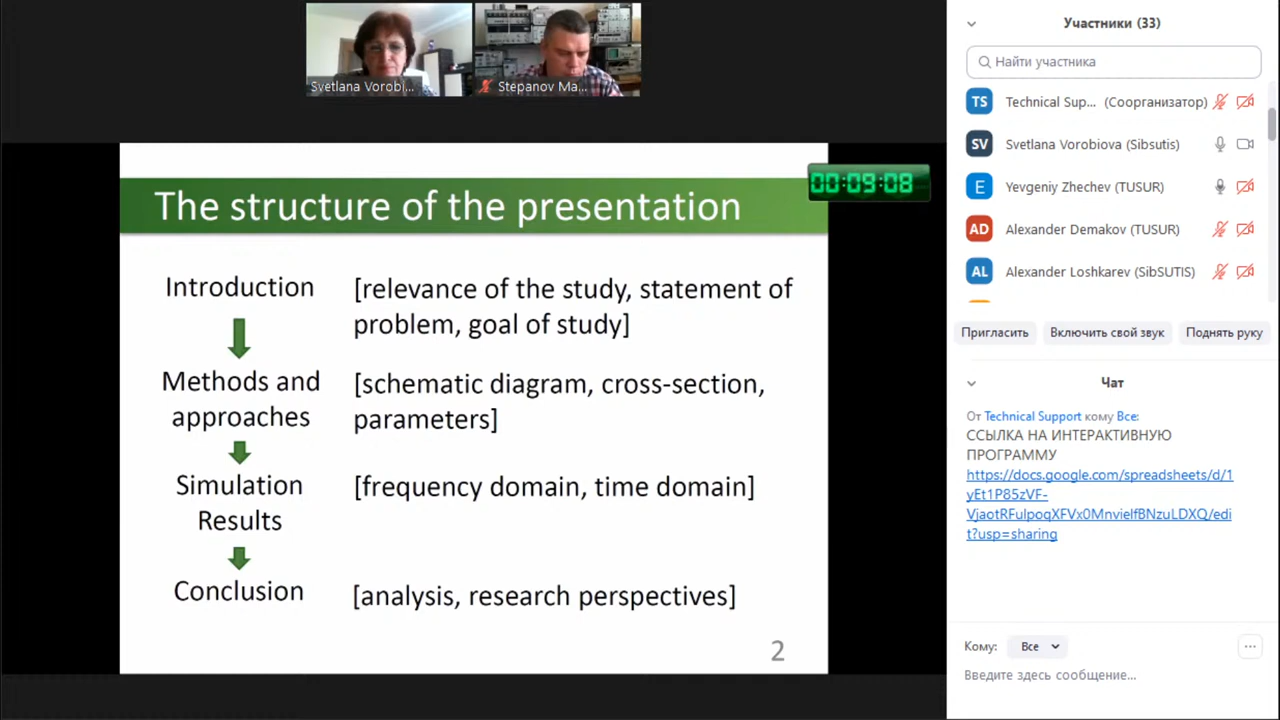 Svetlana Vorobi...
Stepanov Ma...
The structure of the presentation
00:09:08
Introduction
[relevance of the study, statement of
problem, goal of study]
Methods and
approaches
[schematic diagram, cross-section,
parameters]
Simulation
Results
[frequency domain, time domain]
Conclusion
[analysis, research perspectives]
2
Участники (33)
Найти участника
TS Technical Sup... (Соорганизатор)
SV Svetlana Vorobiova (Sibsutis)
E Yevgeniy Zhechev (TUSUR)
AD Alexander Demakov (TUSUR)
AL Alexander Loshkarev (SibSUTIS)
Пригласить Включить свой звук Поднять руку
Чат
От Technical Support кому Все:
ССЫЛКА НА ИНТЕРАКТИВНУЮ
ПРОГРАММУ
https://docs.google.com/spreadsheets/d/1
yEt1P85zVF-
VjaotRFuIpoqXFVx0MnvielfBNzuLDXQ/edi
t?usp=sharing
Кому: Все
Введите здесь сообщение...